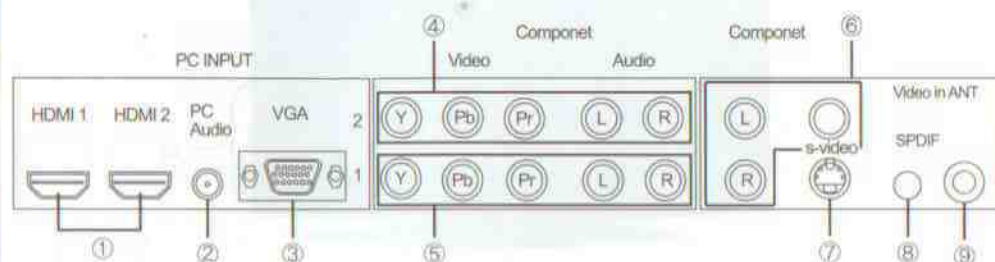 ④ Componet Componet ⑥
PC INPUT Video Audio
Video in ANT
HDMI 1 HDMI 2 PC Audio VGA 2 Y Pb Pr L R L
SPDIF
s-video
1 Y Pb Pr L R R
① ② ③ ⑤ ⑦ ⑧ ⑨